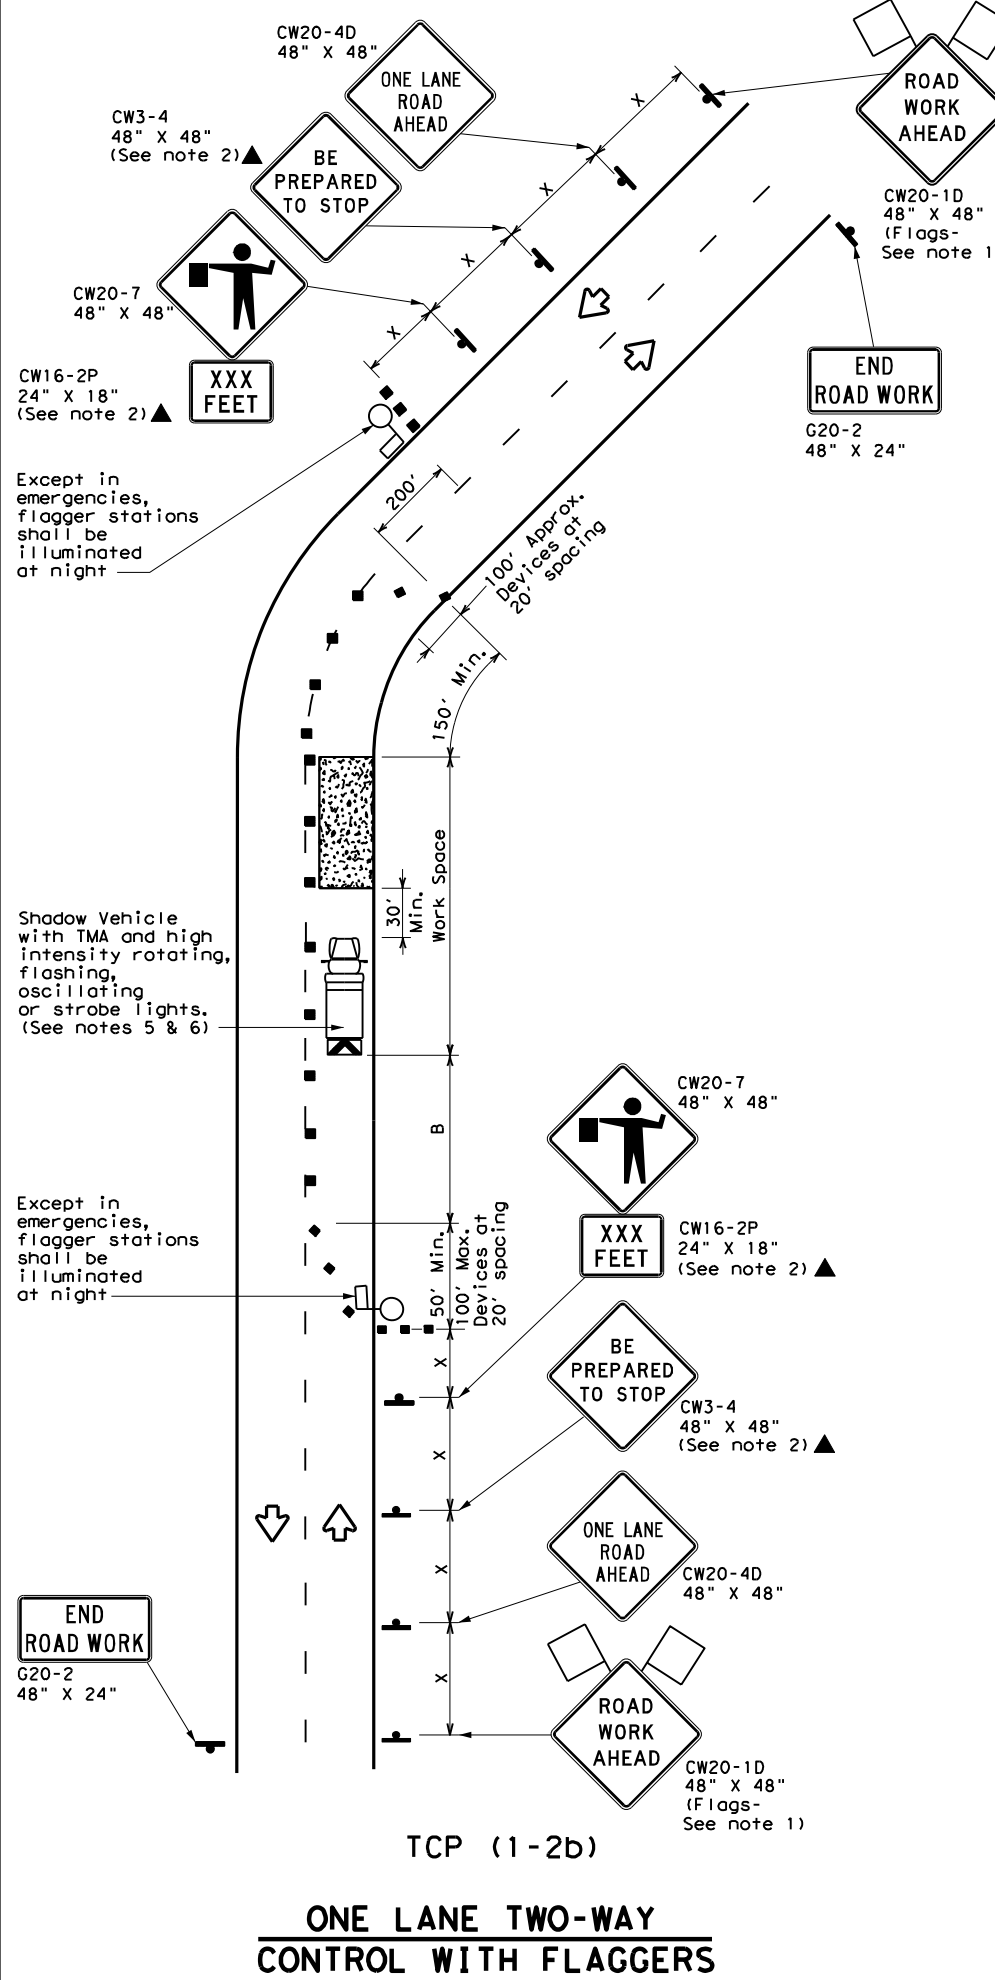 CW20-4D
48" X 48"
ONE LANE
ROAD
AHEAD
X
ROAD
WORK
AHEAD
CW3-4
48" X 48"
(See note 2)
BE
PREPARED
TO STOP
X
CW20-1D
48" X 48"
(Flags-
See note 1
X
CW20-7
48" X 48"
X
CW16-2P
24" X 18"
(See note 2)
XXX
FEET
END
ROAD WORK
G20-2
48" X 24"
Except in
emergencies,
flagger stations
shall be
illuminated
at night
200'
100' Approx.
Devices at
20' spacing
150' Min.
Work Space
30'
Min.
Shadow Vehicle
with TMA and high
intensity rotating,
flashing,
oscillating
or strobe lights.
(See notes 5 & 6)
B
CW20-7
48" X 48"
Except in
emergencies,
flagger stations
shall be
illuminated
at night
50' Min.
100' Max.
Devices at
20' spacing
XXX
FEET
CW16-2P
24" X 18"
(See note 2)
X
BE
PREPARED
TO STOP
CW3-4
48" X 48"
(See note 2)
X
ONE LANE
ROAD
AHEAD
CW20-4D
48" X 48"
X
END
ROAD WORK
G20-2
48" X 24"
X
ROAD
WORK
AHEAD
CW20-1D
48" X 48"
(Flags-
See note 1)
TCP (1-2b)
ONE LANE TWO-WAY
CONTROL WITH FLAGGERS